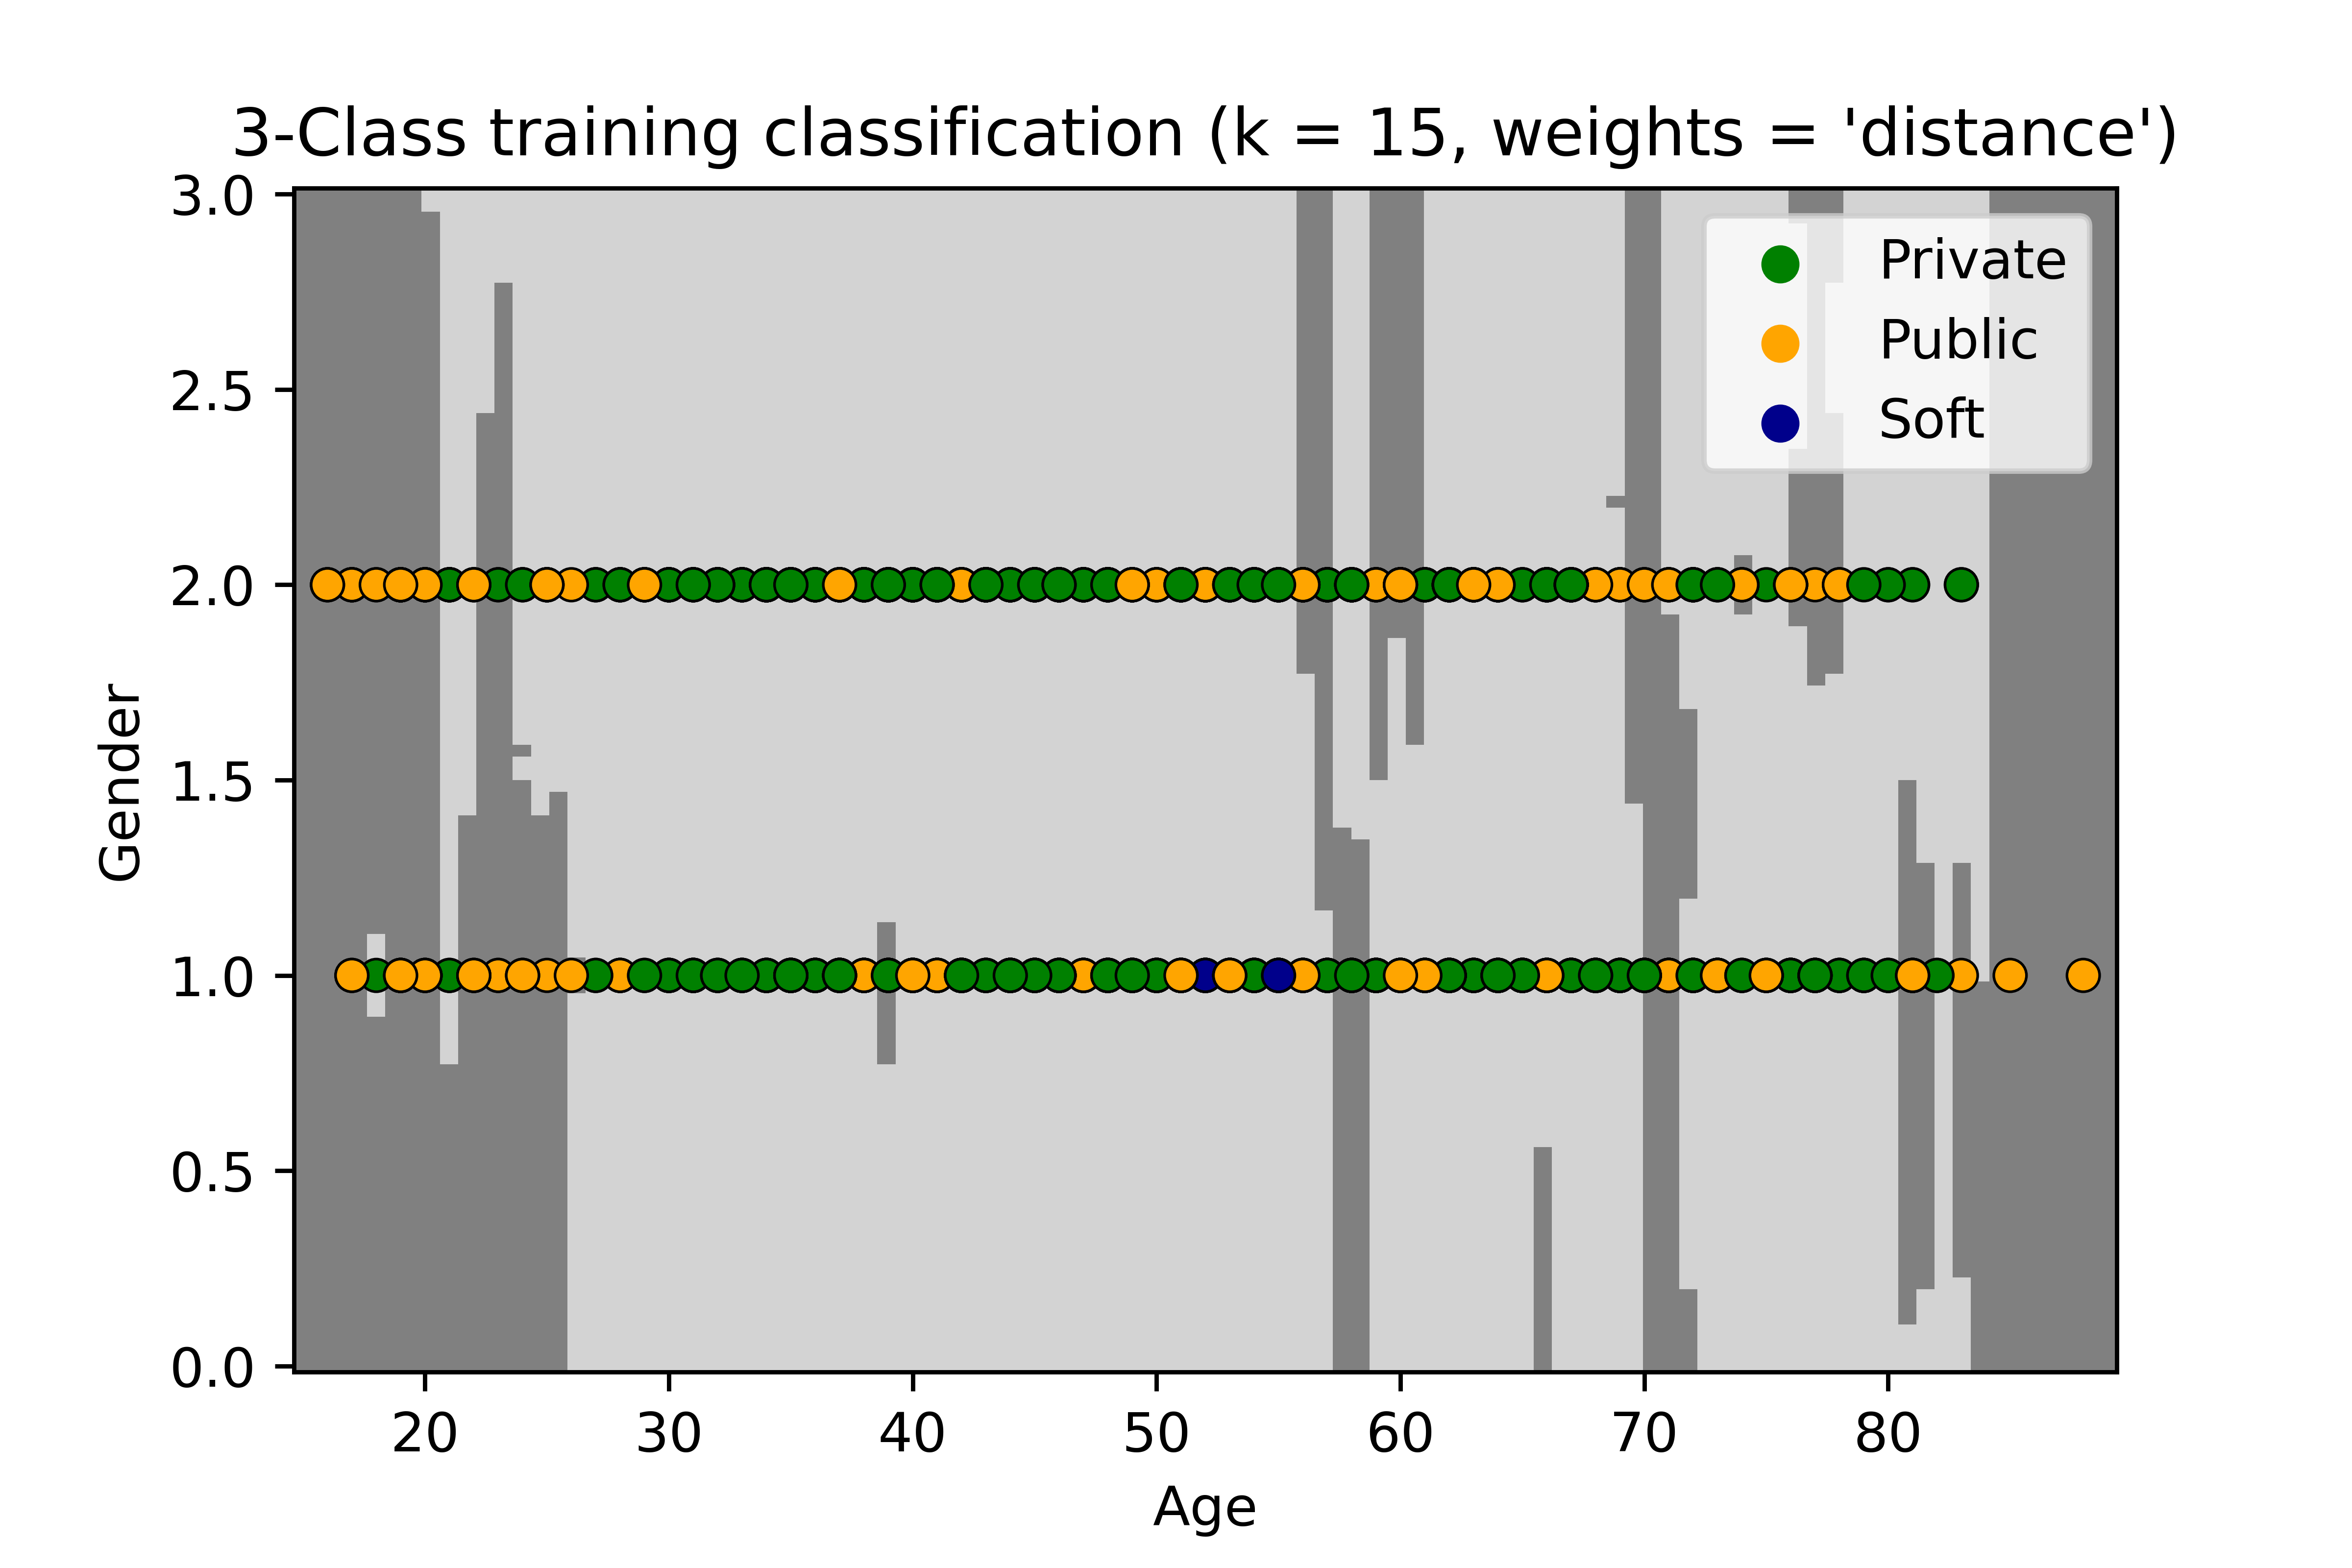 3-Class training classification (k = 15, weights = 'distance')
3.0
2.5
2.0
1.5
1.0
0.5
0.0
Gender
Private
Public
Soft
20 30 40 50 60 70 80
Age